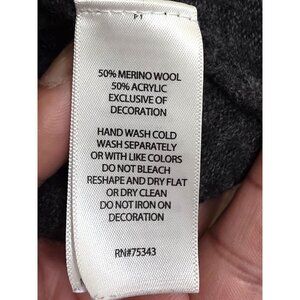 50% MERINO WOOL
50% ACRYLIC
EXCLUSIVE OF
DECORATION
HAND WASH COLD
WASH SEPARATELY
OR WITH LIKE COLORS
DO NOT BLEACH
RESHAPE AND DRY FLAT
OR DRY CLEAN
DO NOT IRON ON
DECORATION
RN#75343